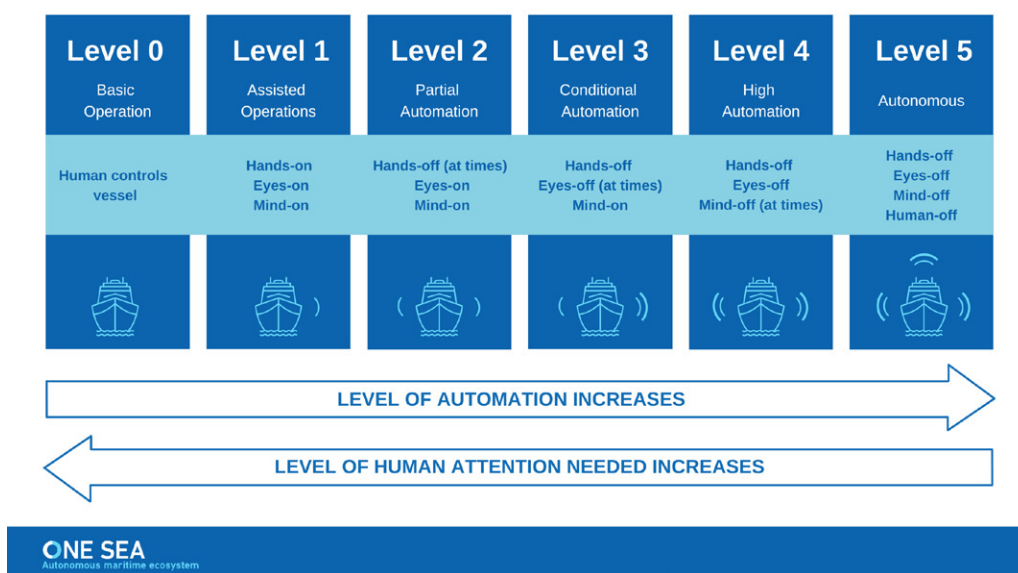 Level 0
Basic
Operation
Human controls
vessel
Level 1
Assisted
Operations
Hands-on
Eyes-on
Mind-on
Level 2
Partial
Automation
Hands-off (at times)
Eyes-on
Mind-on
Level 3
Conditional
Automation
Hands-off
Eyes-off (at times)
Mind-on
Level 4
High
Automation
Hands-off
Eyes-off
Mind-off (at times)
Level 5
Autonomous
Hands-off
Eyes-off
Mind-off
Human-off
LEVEL OF AUTOMATION INCREASES
LEVEL OF HUMAN ATTENTION NEEDED INCREASES
ONE SEA
Autonomous maritime ecosystem